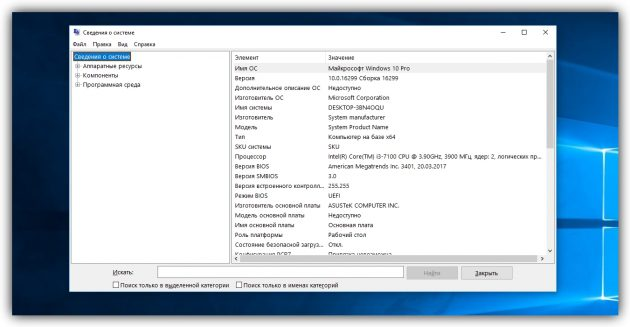 Сведения о системе
Файл Правка Вид Справка
Сведения о системе
Аппаратные ресурсы
Компоненты
Программная среда
Элемент Значение
Имя ОС Майкрософт Windows 10 Pro
Версия 10.0.16299 Сборка 16299
Дополнительное описание ОС Недоступно
Изготовитель ОС Microsoft Corporation
Имя системы DESKTOP-3BN4OQU
Изготовитель System manufacturer
Модель System Product Name
Тип Компьютер на базе x64
SKU системы SKU
Процессор Intel(R) Core(TM) i3-7100 CPU @ 3.90GHz, 3900 МГц, ядер: 2, логических пр...
Версия BIOS American Megatrends Inc. 3401, 20.03.2017
Версия SMBIOS 3.0
Версия встроенного контролл... 255.255
Режим BIOS UEFI
Изготовитель основной платы ASUSTeK COMPUTER INC.
Модель основной платы Недоступно
Имя основной платы Основная плата
Роль платформы Рабочий стол
Состояние безопасной загруз... Откл.
Искать: Найти Закрыть
Поиск только в выделенной категории Поиск только в именах категорий